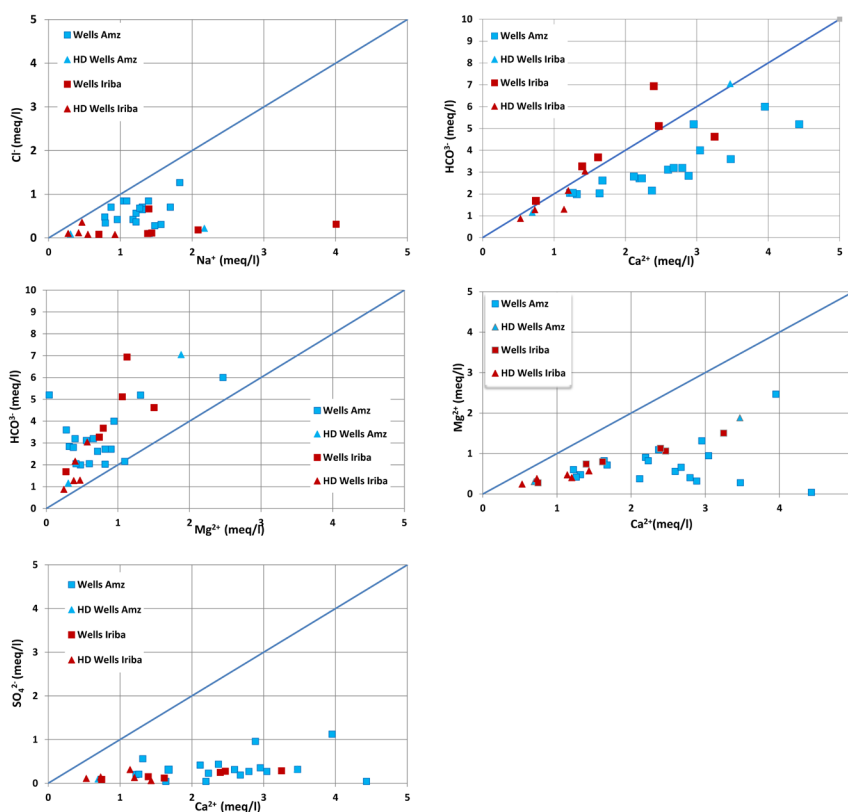 5
4
3
2
1
0
Cl⁻ (meq/l)
Wells Amz
HD Wells Amz
Wells Iriba
HD Wells Iriba
0 1 2 3 4 5
Na⁺ (meq/l)
10
9
8
7
6
5
4
3
2
1
0
HCO³⁻ (meq/l)
Wells Amz
HD Wells Amz
Wells Iriba
HD Wells Iriba
0 1 2 3 4 5
Ca²⁺ (meq/l)
10
9
8
7
6
5
4
3
2
1
0
HCO³⁻ (meq/l)
Wells Amz
HD Wells Amz
Wells Iriba
HD Wells Iriba
0 1 2 3 4 5
Mg²⁺ (meq/l)
5
4
3
2
1
0
Mg²⁺ (meq/l)
Wells Amz
HD Wells Amz
Wells Iriba
HD Wells Iriba
0 1 2 3 4
Ca²⁺(meq/l)
5
4
3
2
1
0
SO₄²⁻ (meq/l)
Wells Amz
HD Wells Amz
Wells Iriba
HD Wells Iriba
0 1 2 3 4 5
Ca²⁺ (meq/l)